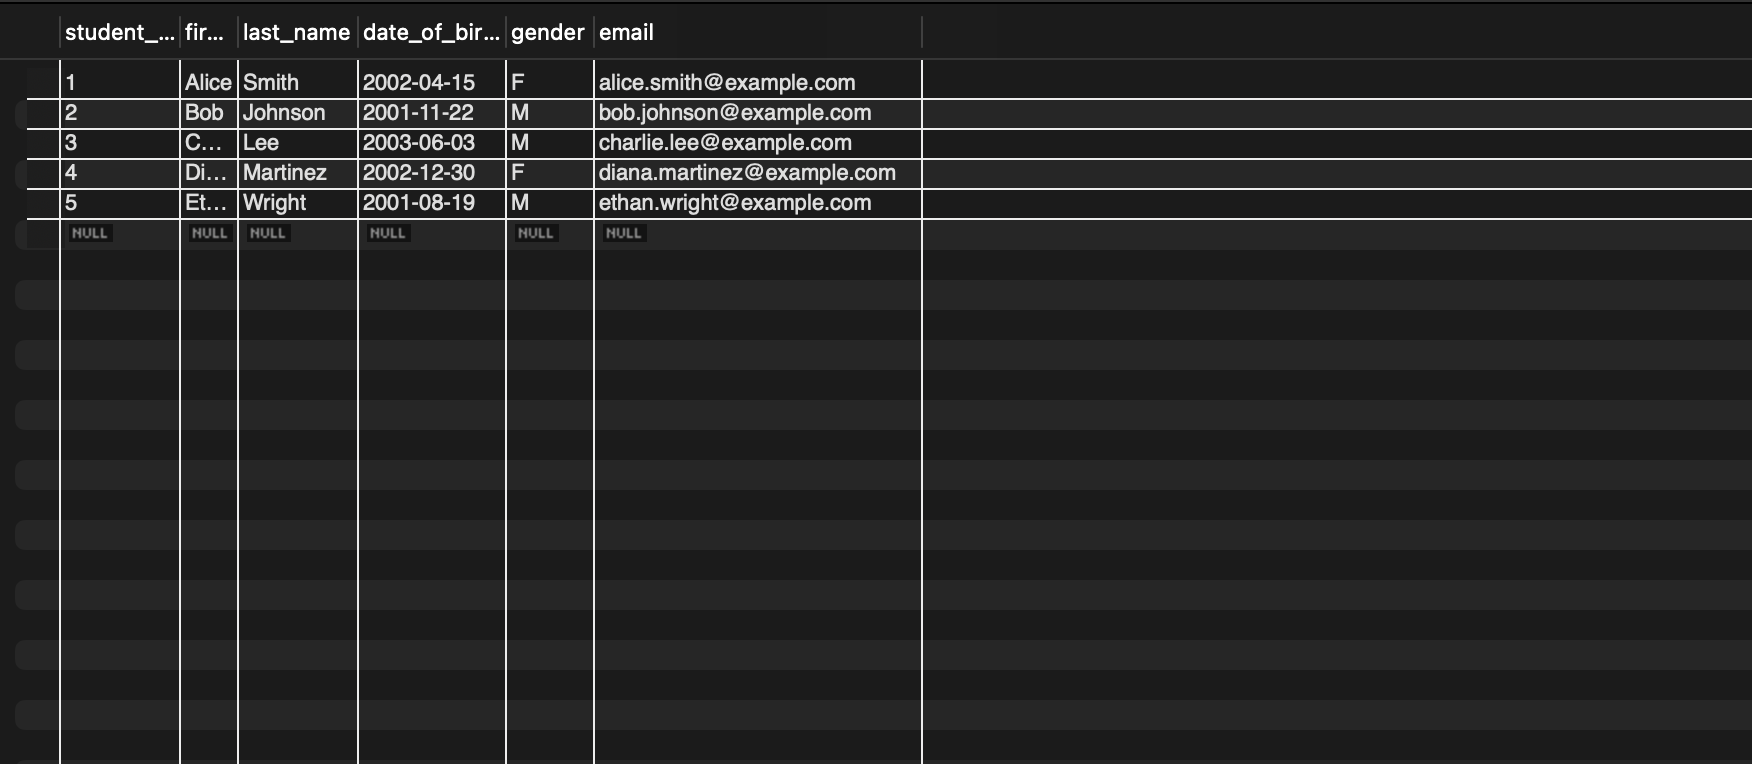 student_... fir... last_name date_of_bir... gender email
1 Alice Smith 2002-04-15 F alice.smith@example.com
2 Bob Johnson 2001-11-22 M bob.johnson@example.com
3 C... Lee 2003-06-03 M charlie.lee@example.com
4 Di... Martinez 2002-12-30 F diana.martinez@example.com
5 Et... Wright 2001-08-19 M ethan.wright@example.com
NULL NULL NULL NULL NULL NULL